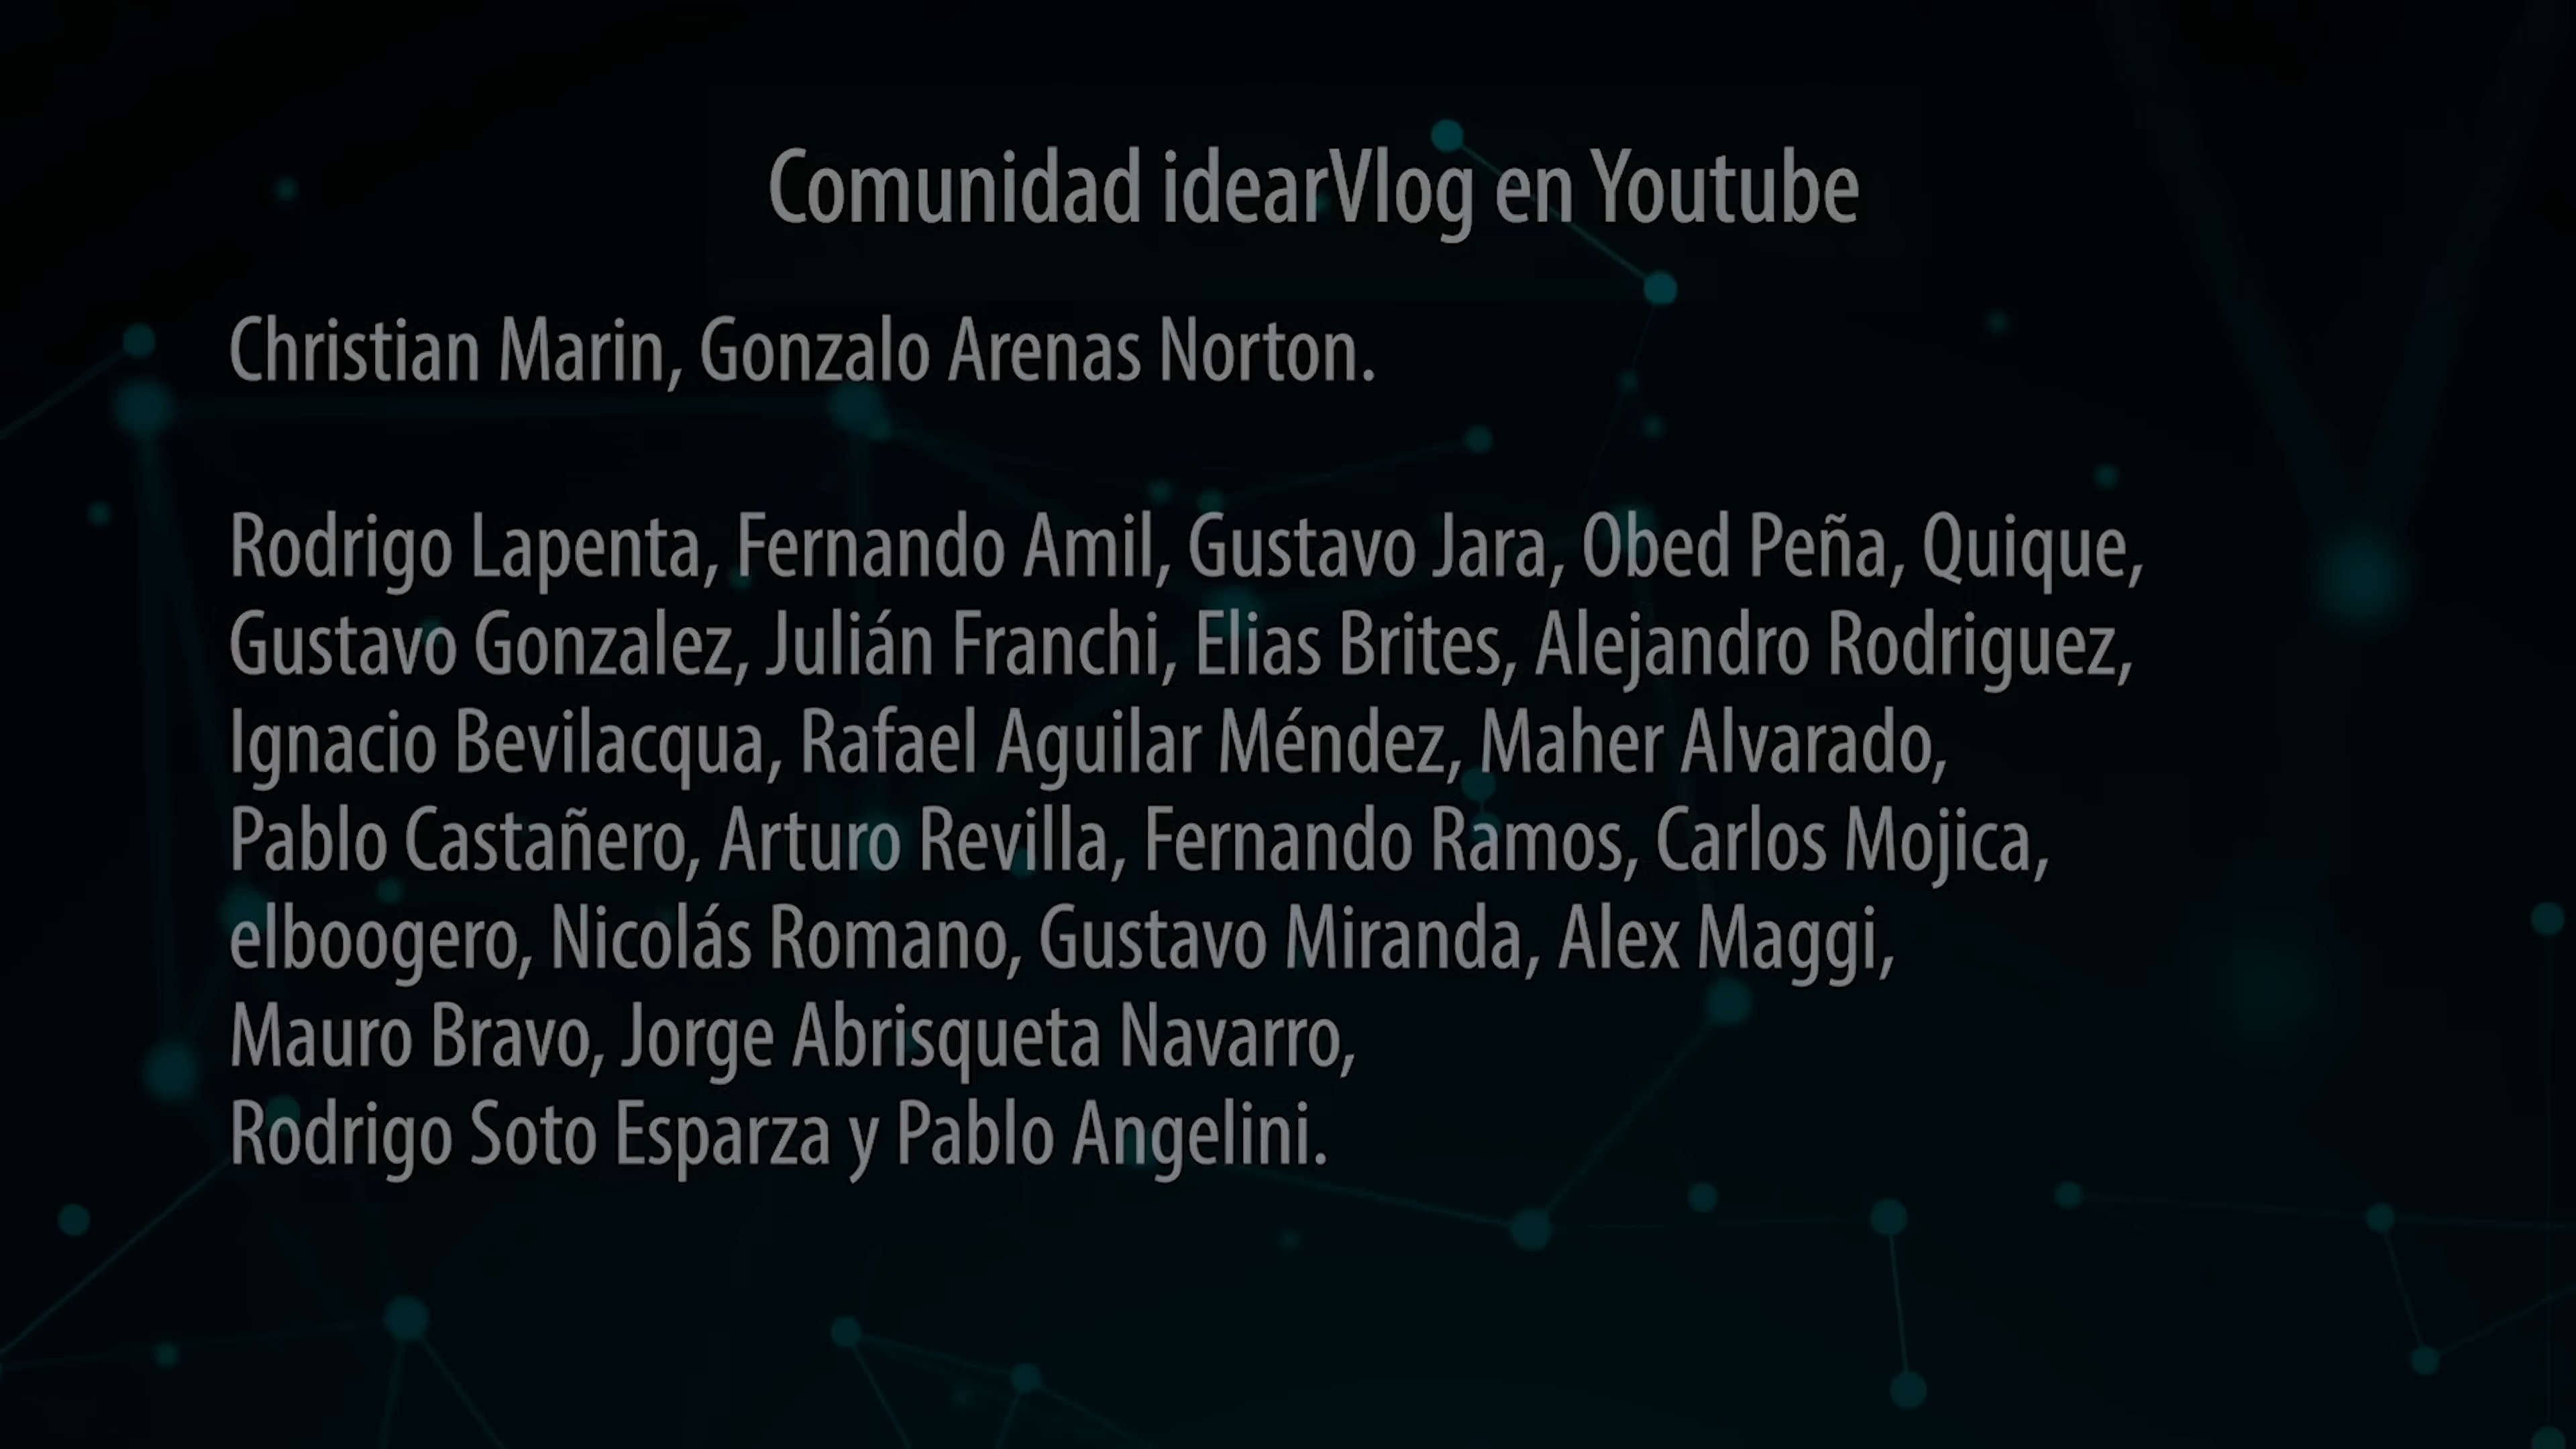 Comunidad idearVlog en Youtube
Christian Marin, Gonzalo Arenas Norton.
Rodrigo Lapenta, Fernando Amil, Gustavo Jara, Obed Peña, Quique,
Gustavo Gonzalez, Julián Franchi, Elias Brites, Alejandro Rodriguez,
Ignacio Bevilacqua, Rafael Aguilar Méndez, Maher Alvarado,
Pablo Castañero, Arturo Revilla, Fernando Ramos, Carlos Mojica,
elboogero, Nicolás Romano, Gustavo Miranda, Alex Maggi,
Mauro Bravo, Jorge Abrisqueta Navarro,
Rodrigo Soto Esparza y Pablo Angelini.